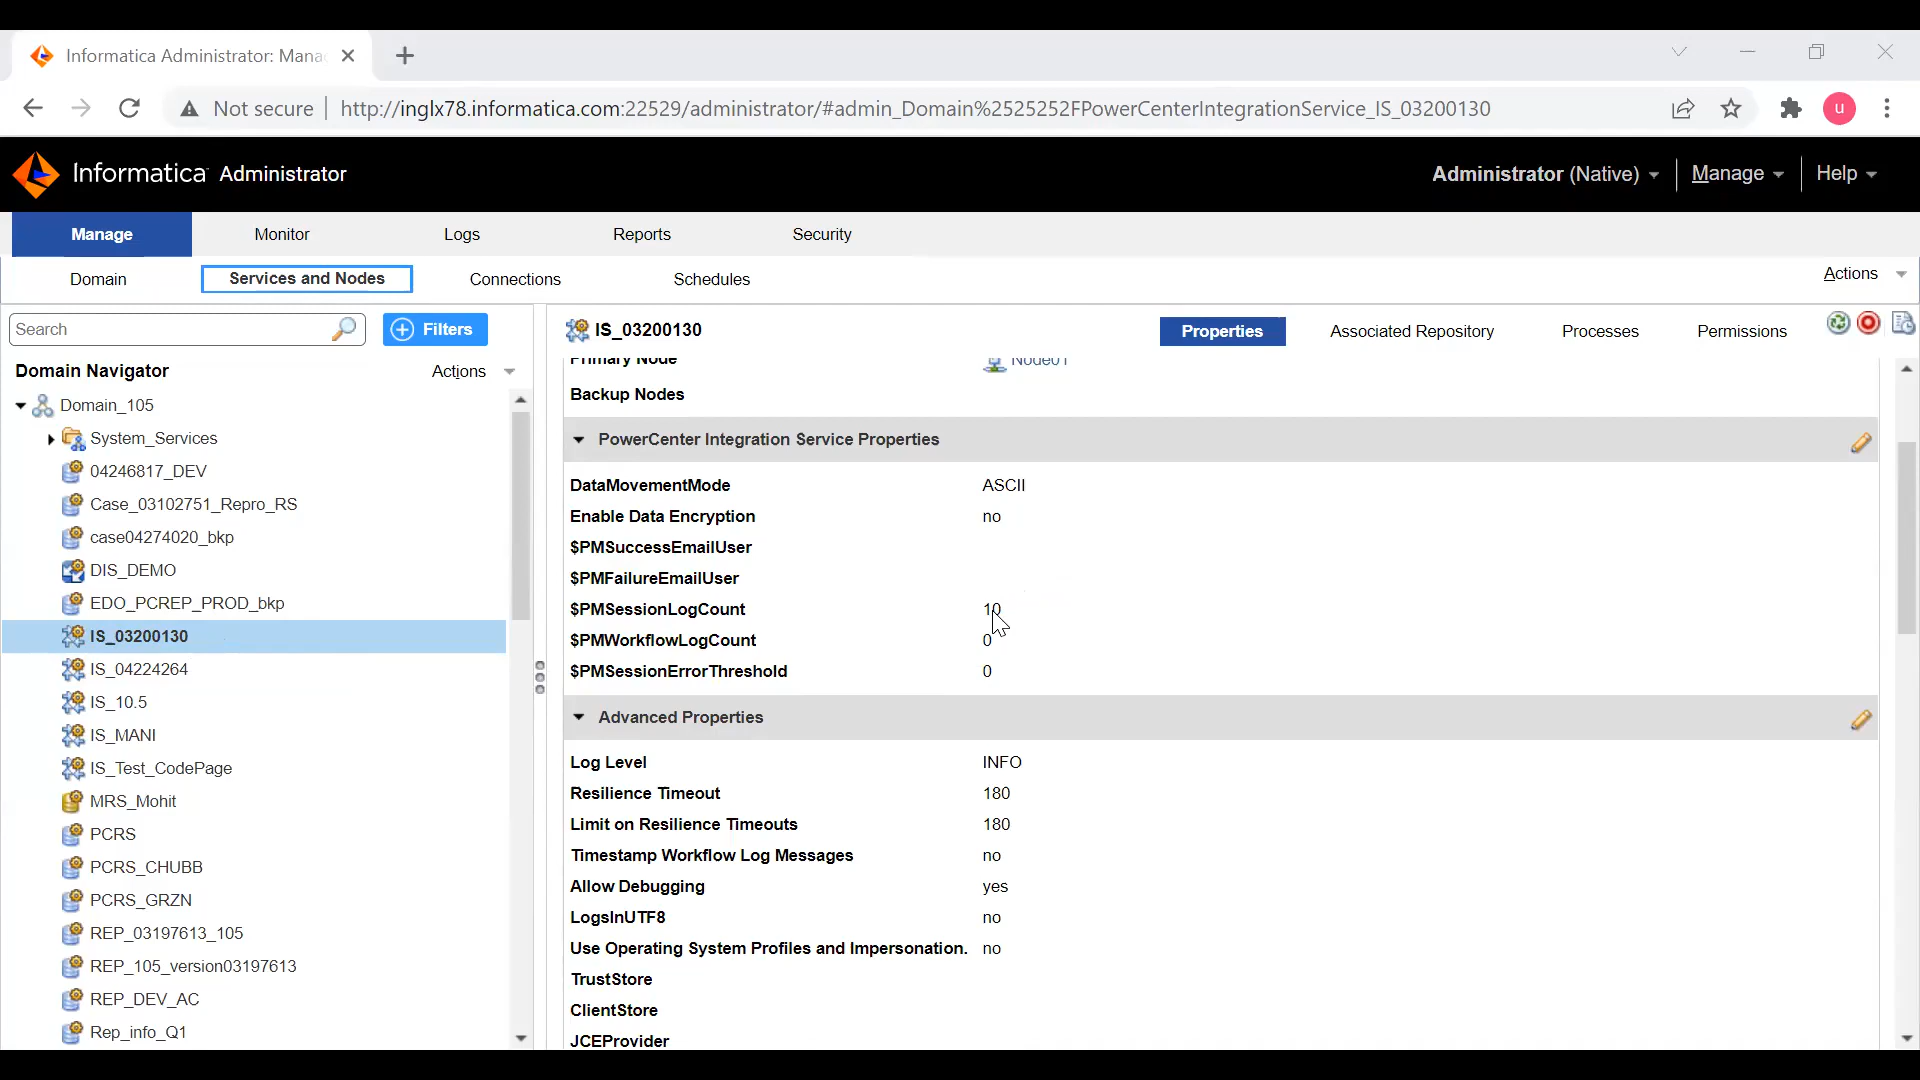 Informatica Administrator: Mana
Not secure
http://inglx78.informatica.com:22529/administrator/#admin_Domain%2525252FPowerCenterIntegrationService_IS_03200130
u
Informatica Administrator
Administrator (Native)
Manage
Help
Manage
Monitor
Logs
Reports
Security
Domain
Services and Nodes
Connections
Schedules
Actions
Search
Filters
Domain Navigator
Actions
Domain_105
System_Services
04246817_DEV
Case_03102751_Repro_RS
case04274020_bkp
DIS_DEMO
EDO_PCREP_PROD_bkp
IS_03200130
IS_04224264
IS_10.5
IS_MANI
IS_Test_CodePage
MRS_Mohit
PCRS
PCRS_CHUBB
PCRS_GRZN
REP_03197613_105
REP_105_version03197613
REP_DEV_AC
Rep_info_Q1
IS_03200130
Properties
Associated Repository
Processes
Permissions
Primary Node Node01
Backup Nodes
PowerCenter Integration Service Properties
DataMovementMode ASCII
Enable Data Encryption no
$PMSuccessEmailUser
$PMFailureEmailUser
$PMSessionLogCount 10
$PMWorkflowLogCount 0
$PMSessionErrorThreshold 0
Advanced Properties
Log Level INFO
Resilience Timeout 180
Limit on Resilience Timeouts 180
Timestamp Workflow Log Messages no
Allow Debugging yes
LogsInUTF8 no
Use Operating System Profiles and Impersonation. no
TrustStore
ClientStore
JCEProvider